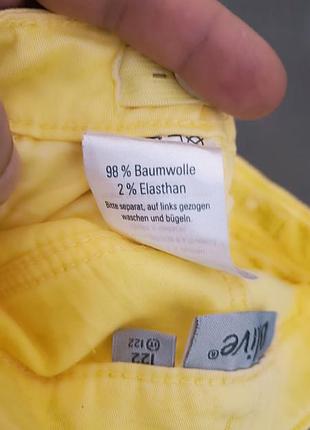 98 % Baumwolle
2 % Elasthan
Bitte separat, auf links gezogen
waschen und bügeln.
alive®
122
122